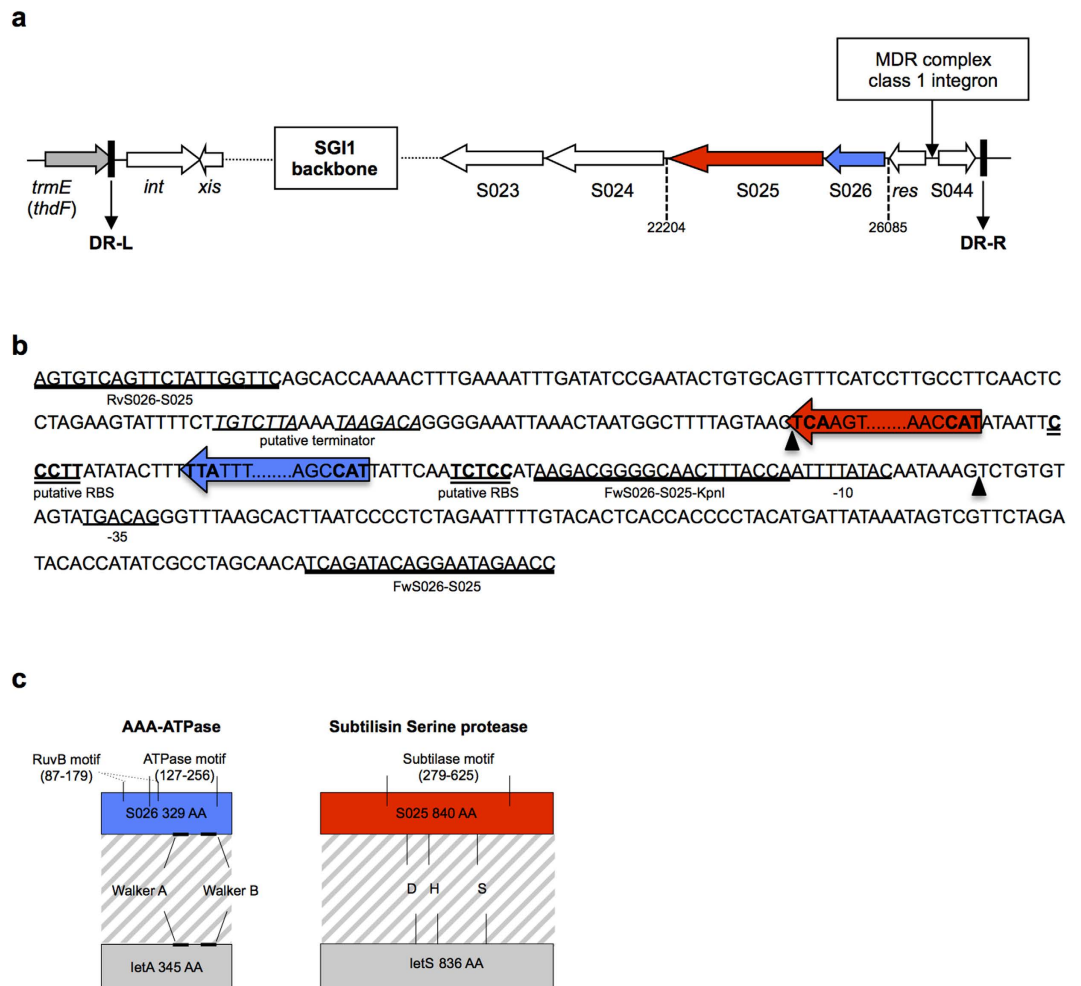 a
MDR complex
class 1 integron
SGI1
backbone
trmE
(thdF)
int
xis
S023
S024
S025
S026
res
S044
22204
26085
DR-L
DR-R
b
AGTGTCAGTTCTATTGGTTCAGCACCAAAACTTTGAAAATTTGATATCCGAATACTGTGCAGTTTCATCCTTGCCTTCAACTC
RvS026-S025
CTAGAAGTATTTTCTTGTCTTAAAATAAGACAGGGGAAATTAAACTAATGGCTTTTAGTAAGTCAAGT........AACCATATAATTC
putative terminator
CCTTATATACTTTTTATTT........AGCCATTATTCAATCTCCATAAGACGGGGCAACTTTACCAATTTTATACAATAAAGTCTGTGT
putative RBS
putative RBS
FwS026-S025-KpnI
-10
AGTATGACAGGGTTTAAGCACTTAATCCCCTCTAGAATTTTGTACACTCACCACCCCTACATGATTATAAATAGTCGTTCTAGA
-35
TACACCATATCGCCTAGCAACATCAGATACAGGAATAGAACC
FwS026-S025
c
AAA-ATPase
Subtilisin Serine protease
RuvB motif
(87-179)
ATPase motif
(127-256)
Subtilase motif
(279-625)
S026 329 AA
S025 840 AA
Walker A
Walker B
D
H
S
letA 345 AA
letS 836 AA